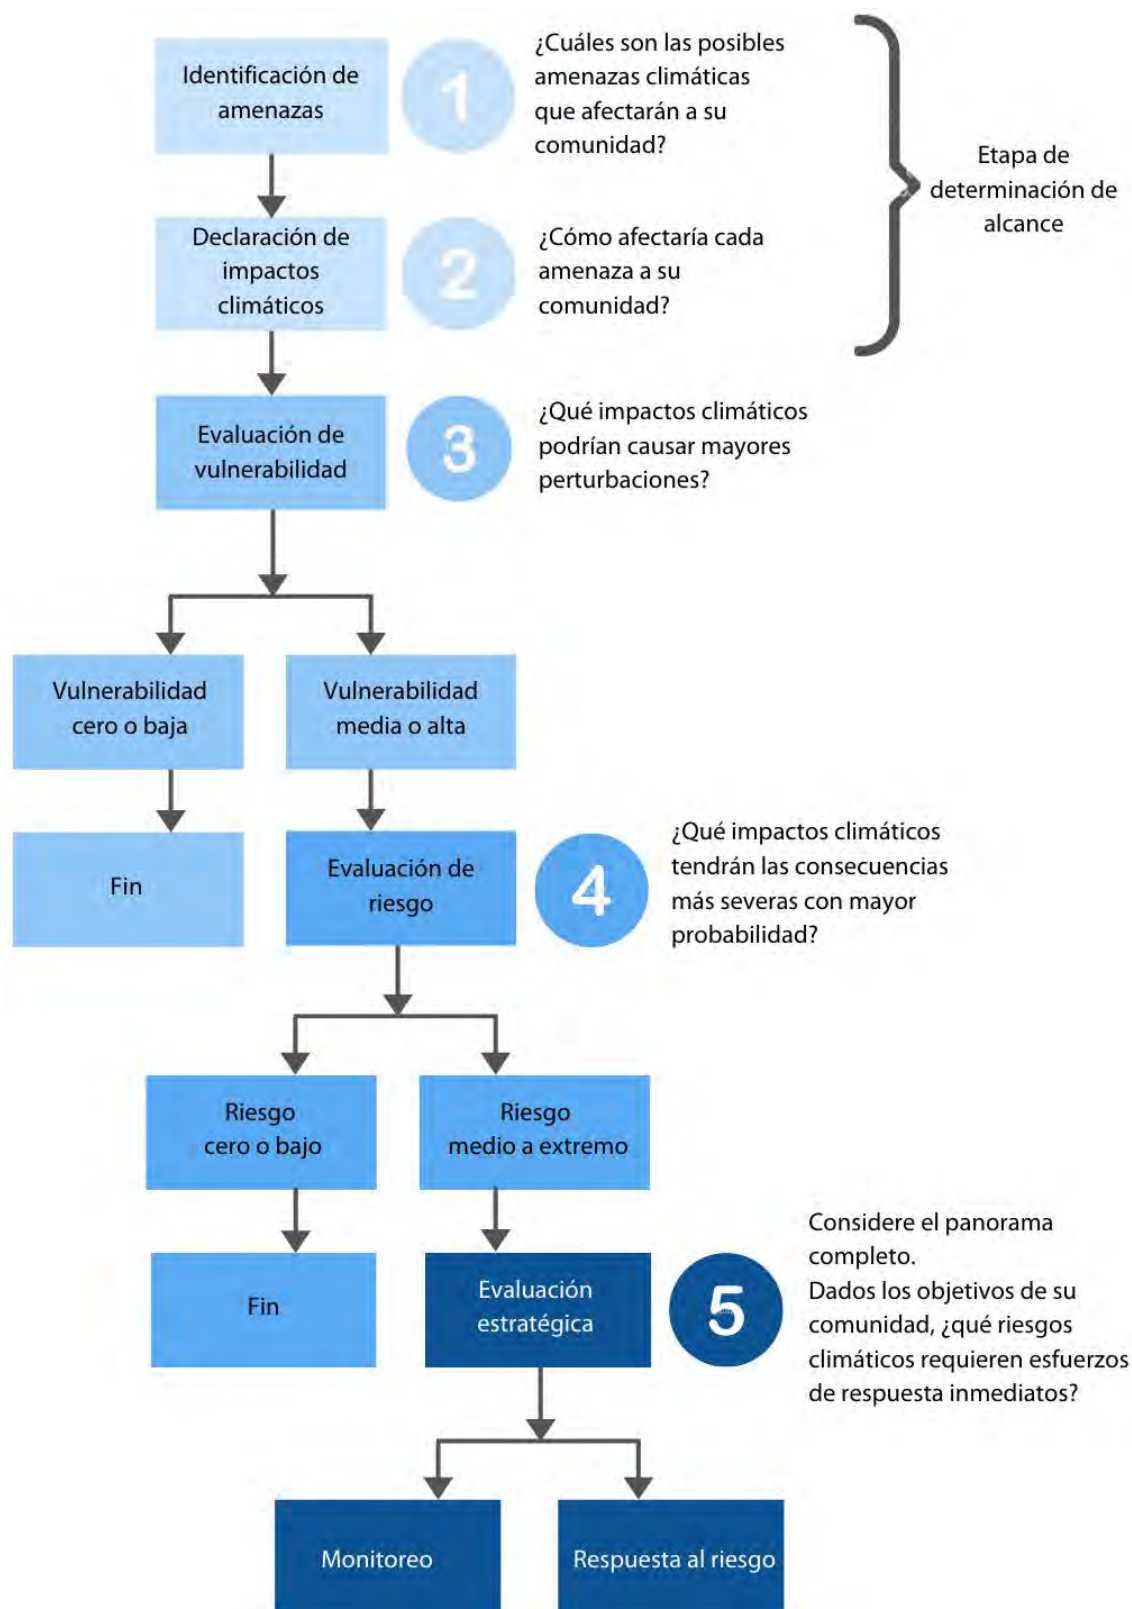 Identificación de
amenazas
1
¿Cuáles son las posibles
amenazas climáticas
que afectarán a su
comunidad?
Etapa de
determinación de
alcance
Declaración de
impactos
climáticos
2
¿Cómo afectaría cada
amenaza a su
comunidad?
Evaluación de
vulnerabilidad
3
¿Qué impactos climáticos
podrían causar mayores
perturbaciones?
Vulnerabilidad
cero o baja
Vulnerabilidad
media o alta
Fin
Evaluación de
riesgo
4
¿Qué impactos climáticos
tendrán las consecuencias
más severas con mayor
probabilidad?
Riesgo
cero o bajo
Riesgo
medio a extremo
Fin
Evaluación
estratégica
5
Considere el panorama
completo.
Dados los objetivos de su
comunidad, ¿qué riesgos
climáticos requieren esfuerzos
de respuesta inmediatos?
Monitoreo
Respuesta al riesgo